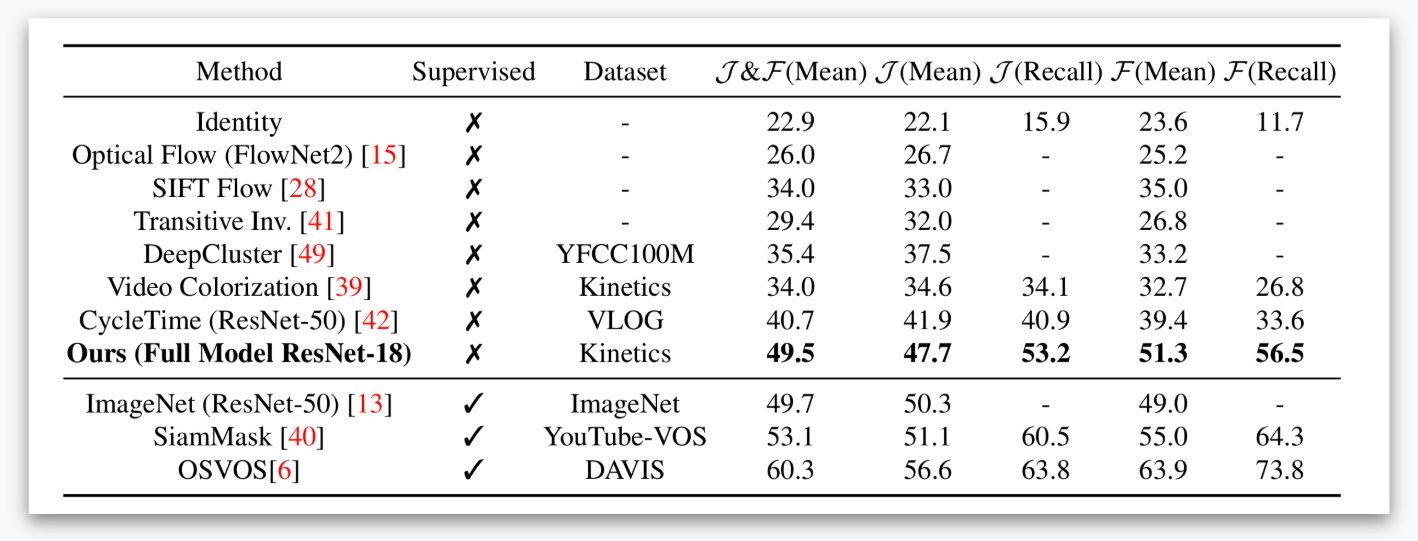 Method Supervised Dataset 𝒥&ℱ(Mean) 𝒥(Mean) 𝒥(Recall) ℱ(Mean) ℱ(Recall)
Identity ✗ - 22.9 22.1 15.9 23.6 11.7
Optical Flow (FlowNet2) [15] ✗ - 26.0 26.7 - 25.2 -
SIFT Flow [28] ✗ - 34.0 33.0 - 35.0 -
Transitive Inv. [41] ✗ - 29.4 32.0 - 26.8 -
DeepCluster [49] ✗ YFCC100M 35.4 37.5 - 33.2 -
Video Colorization [39] ✗ Kinetics 34.0 34.6 34.1 32.7 26.8
CycleTime (ResNet-50) [42] ✗ VLOG 40.7 41.9 40.9 39.4 33.6
Ours (Full Model ResNet-18) ✗ Kinetics 49.5 47.7 53.2 51.3 56.5
ImageNet (ResNet-50) [13] ✓ ImageNet 49.7 50.3 - 49.0 -
SiamMask [40] ✓ YouTube-VOS 53.1 51.1 60.5 55.0 64.3
OSVOS[6] ✓ DAVIS 60.3 56.6 63.8 63.9 73.8